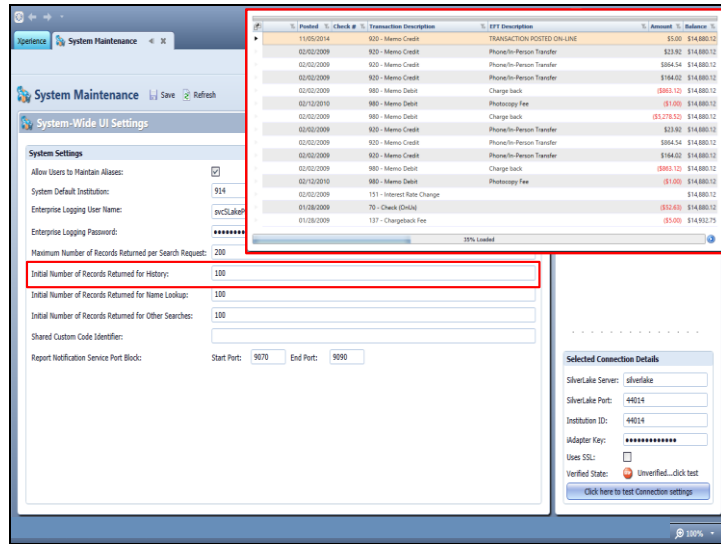 Posted Check # Transaction Description EFT Description Amount Balance
11/05/2014 920 - Memo Credit TRANSACTION POSTED ON-LINE $5.00 $14,880.12
02/02/2009 920 - Memo Credit Phone/In-Person Transfer $23.92 $14,880.12
02/02/2009 920 - Memo Credit Phone/In-Person Transfer $864.54 $14,880.12
02/02/2009 920 - Memo Credit Phone/In-Person Transfer $164.02 $14,880.12
02/02/2009 980 - Memo Debit Charge back ($863.12) $14,880.12
02/12/2010 980 - Memo Debit Photocopy Fee ($1.00) $14,880.12
02/02/2009 980 - Memo Debit Charge back ($5,278.52) $14,880.12
02/02/2009 920 - Memo Credit Phone/In-Person Transfer $23.92 $14,880.12
02/02/2009 920 - Memo Credit Phone/In-Person Transfer $864.54 $14,880.12
02/02/2009 920 - Memo Credit Phone/In-Person Transfer $164.02 $14,880.12
02/02/2009 980 - Memo Debit Charge back ($863.12) $14,880.12
02/12/2010 980 - Memo Debit Photocopy Fee ($1.00) $14,880.12
02/02/2009 151 - Interest Rate Change $14,880.12
01/28/2009 70 - Check (OnUs) ($52.63) $14,880.12
01/28/2009 137 - Chargeback Fee ($5.00) $14,932.75
35% Loaded
Xperience System Maintenance
System Maintenance Save Refresh
System-Wide UI Settings
System Settings
Allow Users to Maintain Aliases:
System Default Institution: 914
Enterprise Logging User Name: svcSLakeP
Enterprise Logging Password:
Maximum Number of Records Returned per Search Request: 200
Initial Number of Records Returned for History: 100
Initial Number of Records Returned for Name Lookup: 100
Initial Number of Records Returned for Other Searches: 100
Shared Custom Code Identifier:
Report Notification Service Port Block: Start Port: 9070 End Port: 9090
Selected Connection Details
SilverLake Server: silverlake
SilverLake Port: 44014
Institution ID: 44014
iAdapter Key:
Uses SSL:
Verified State: Unverified...click test
Click here to test Connection settings
100%